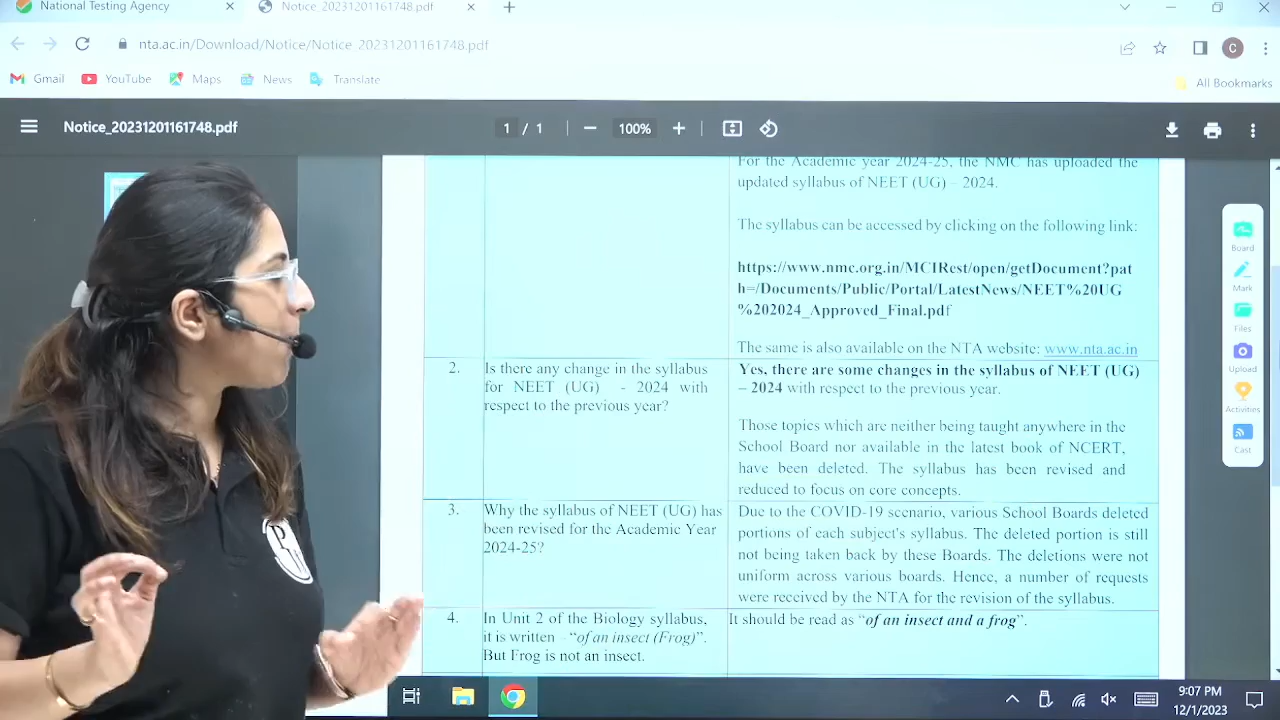 National Testing Agency
Notice_20231201161748.pdf
nta.ac.in/Download/Notice/Notice_20231201161748.pdf
C
Gmail
YouTube
Maps
News
Translate
All Bookmarks
Notice_20231201161748.pdf
1 / 1
100%
For the Academic year 2024-25, the NMC has uploaded the
updated syllabus of NEET (UG) – 2024.
The syllabus can be accessed by clicking on the following link:
https://www.nmc.org.in/MCIRest/open/getDocument?pat
h=/Documents/Public/Portal/LatestNews/NEET%20UG
%202024_Approved_Final.pdf
The same is also available on the NTA website: www.nta.ac.in
2.
Is there any change in the syllabus
for NEET (UG) - 2024 with
respect to the previous year?
Yes, there are some changes in the syllabus of NEET (UG)
– 2024 with respect to the previous year.
Those topics which are neither being taught anywhere in the
School Board nor available in the latest book of NCERT,
have been deleted. The syllabus has been revised and
reduced to focus on core concepts.
3.
Why the syllabus of NEET (UG) has
been revised for the Academic Year
2024-25?
Due to the COVID-19 scenario, various School Boards deleted
portions of each subject's syllabus. The deleted portion is still
not being taken back by these Boards. The deletions were not
uniform across various boards. Hence, a number of requests
were received by the NTA for the revision of the syllabus.
4.
In Unit 2 of the Biology syllabus,
it is written – “of an insect (Frog)”.
But Frog is not an insect.
It should be read as “of an insect and a frog”.
Board
Mark
Files
Upload
Activities
Cast
9:07 PM
12/1/2023